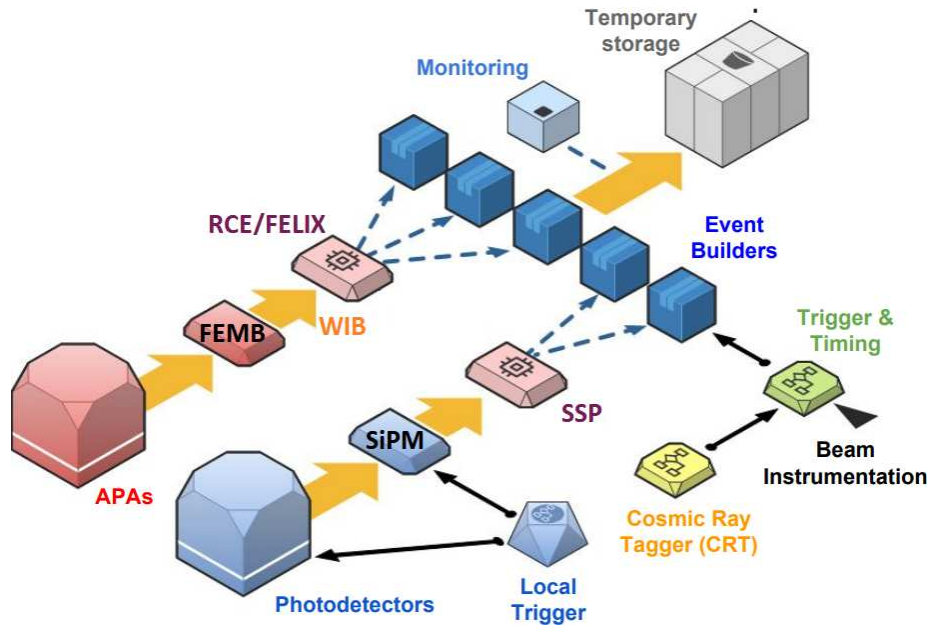 Temporary
storage
Monitoring
RCE/FELIX
Event
Builders
FEMB
WIB
Trigger &
Timing
SSP
SiPM
Beam
Instrumentation
APAs
Cosmic Ray
Tagger (CRT)
Local
Trigger
Photodetectors